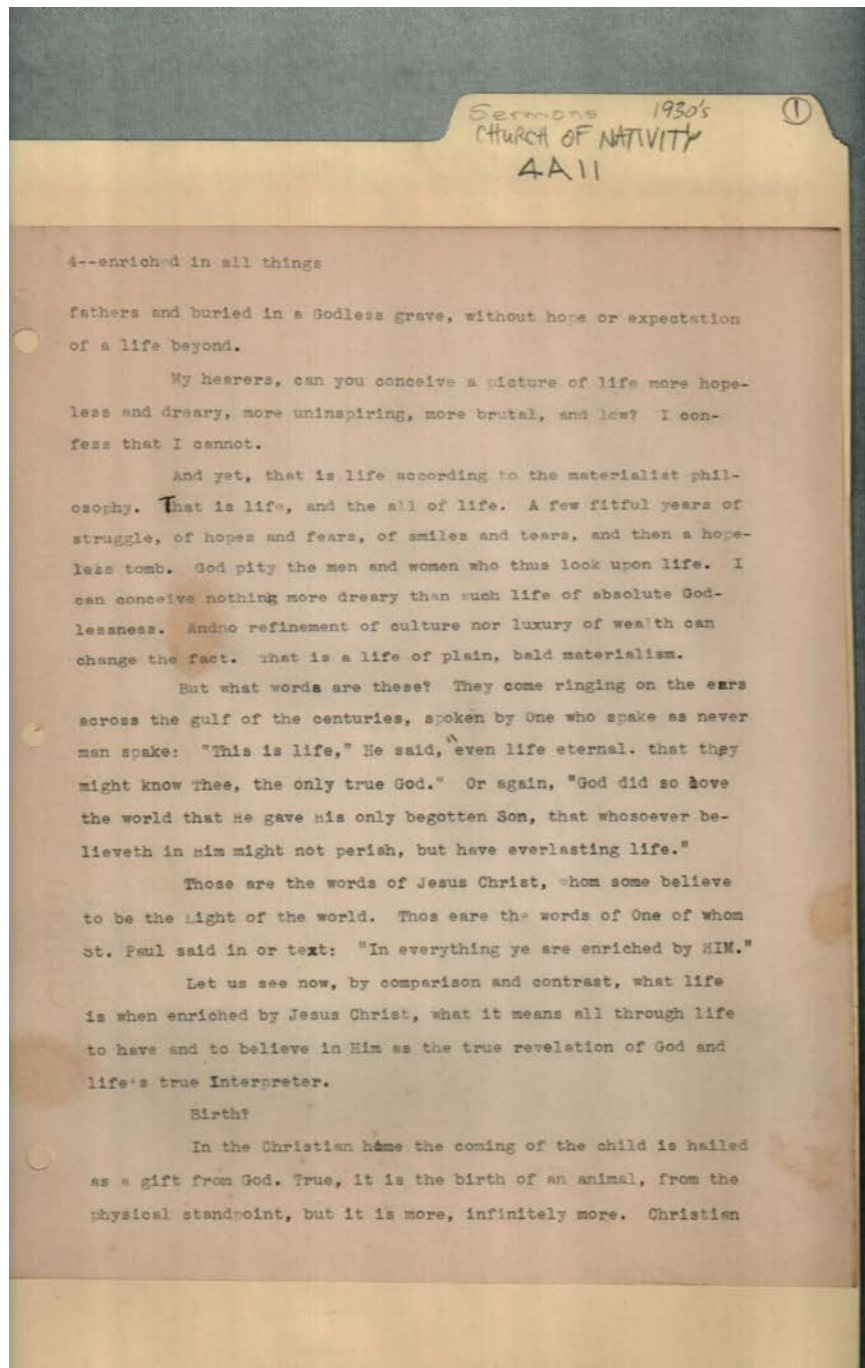 Sermons 1930's ①
CHURCH OF NATIVITY
4A11
4--enriched in all things
fathers and buried in a Godless grave, without hope or expectation
of a life beyond.
My hearers, can you conceive a picture of life more hope-
less and dreary, more uninspiring, more brutal, and low? I con-
fess that I cannot.
And yet, that is life according to the materialist phil-
osophy. That is life, and the all of life. A few fitful years of
struggle, of hopes and fears, of smiles and tears, and then a hope-
less tomb. God pity the men and women who thus look upon life. I
can conceive nothing more dreary than such life of absolute God-
lessness. Andno refinement of culture nor luxury of wealth can
change the fact. That is a life of plain, bald materialism.
But what words are these? They come ringing on the ears
across the gulf of the centuries, spoken by One who spake as never
man spake: "This is life," He said, "even life eternal. that they
might know Thee, the only true God." Or again, "God did so love
the world that He gave His only begotten Son, that whosoever be-
lieveth in Him might not perish, but have everlasting life."
Those are the words of Jesus Christ, whom some believe
to be the Light of the world. Thos eare the words of One of whom
St. Paul said in or text: "In everything ye are enriched by HIM."
Let us see now, by comparison and contrast, what life
is when enriched by Jesus Christ, what it means all through life
to have and to believe in Him as the true revelation of God and
life's true Interpreter.
Birth?
In the Christian home the coming of the child is hailed
as a gift from God. True, it is the birth of an animal, from the
physical standpoint, but it is more, infinitely more. Christian